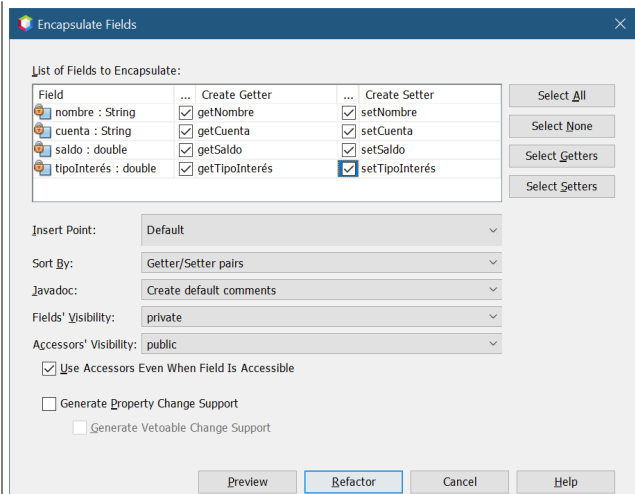 Encapsulate Fields
List of Fields to Encapsulate:
Field ... Create Getter ... Create Setter
nombre : String getNombre setNombre
cuenta : String getCuenta setCuenta
saldo : double getSaldo setSaldo
tipoInterés : double getTipoInterés setTipoInterés
Select All
Select None
Select Getters
Select Setters
Insert Point: Default
Sort By: Getter/Setter pairs
Javadoc: Create default comments
Fields' Visibility: private
Accessors' Visibility: public
Use Accessors Even When Field Is Accessible
Generate Property Change Support
Generate Vetoable Change Support
Preview Refactor Cancel Help